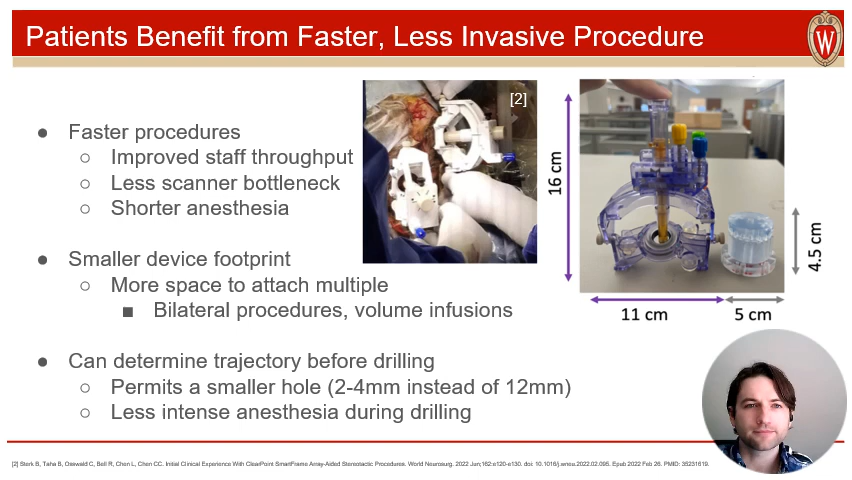 Patients Benefit from Faster, Less Invasive Procedure
W
● Faster procedures
○ Improved staff throughput
○ Less scanner bottleneck
○ Shorter anesthesia
● Smaller device footprint
○ More space to attach multiple
■ Bilateral procedures, volume infusions
● Can determine trajectory before drilling
○ Permits a smaller hole (2-4mm instead of 12mm)
○ Less intense anesthesia during drilling
[2]
16 cm
4.5 cm
11 cm
5 cm
[2] Sterk B, Taha B, Osswald C, Bell R, Chen L, Chen CC. Initial Clinical Experience With ClearPoint SmartFrame Array-Aided Stereotactic Procedures. World Neurosurg. 2022 Jun;162:e120-e130. doi: 10.1016/j.wneu.2022.02.095. Epub 2022 Feb 26. PMID: 35231619.